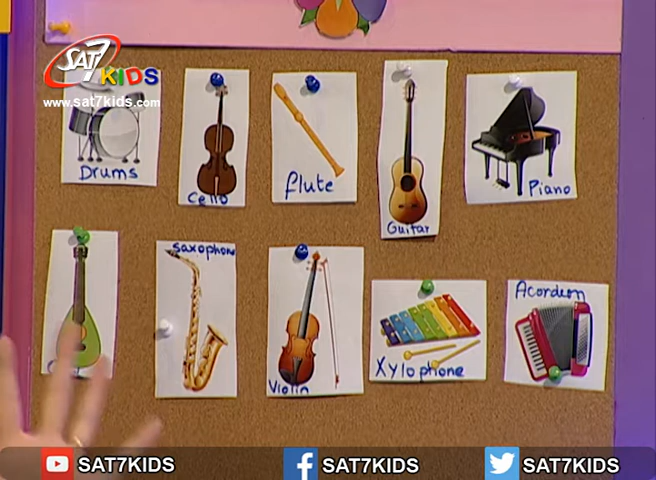 SAT7
KIDS
www.sat7kids.com
Drums
Cello
flute
Guitar
Piano
saxophone
Violin
Xylophone
Acordeon
SAT7KIDS
SAT7KIDS
SAT7KIDS